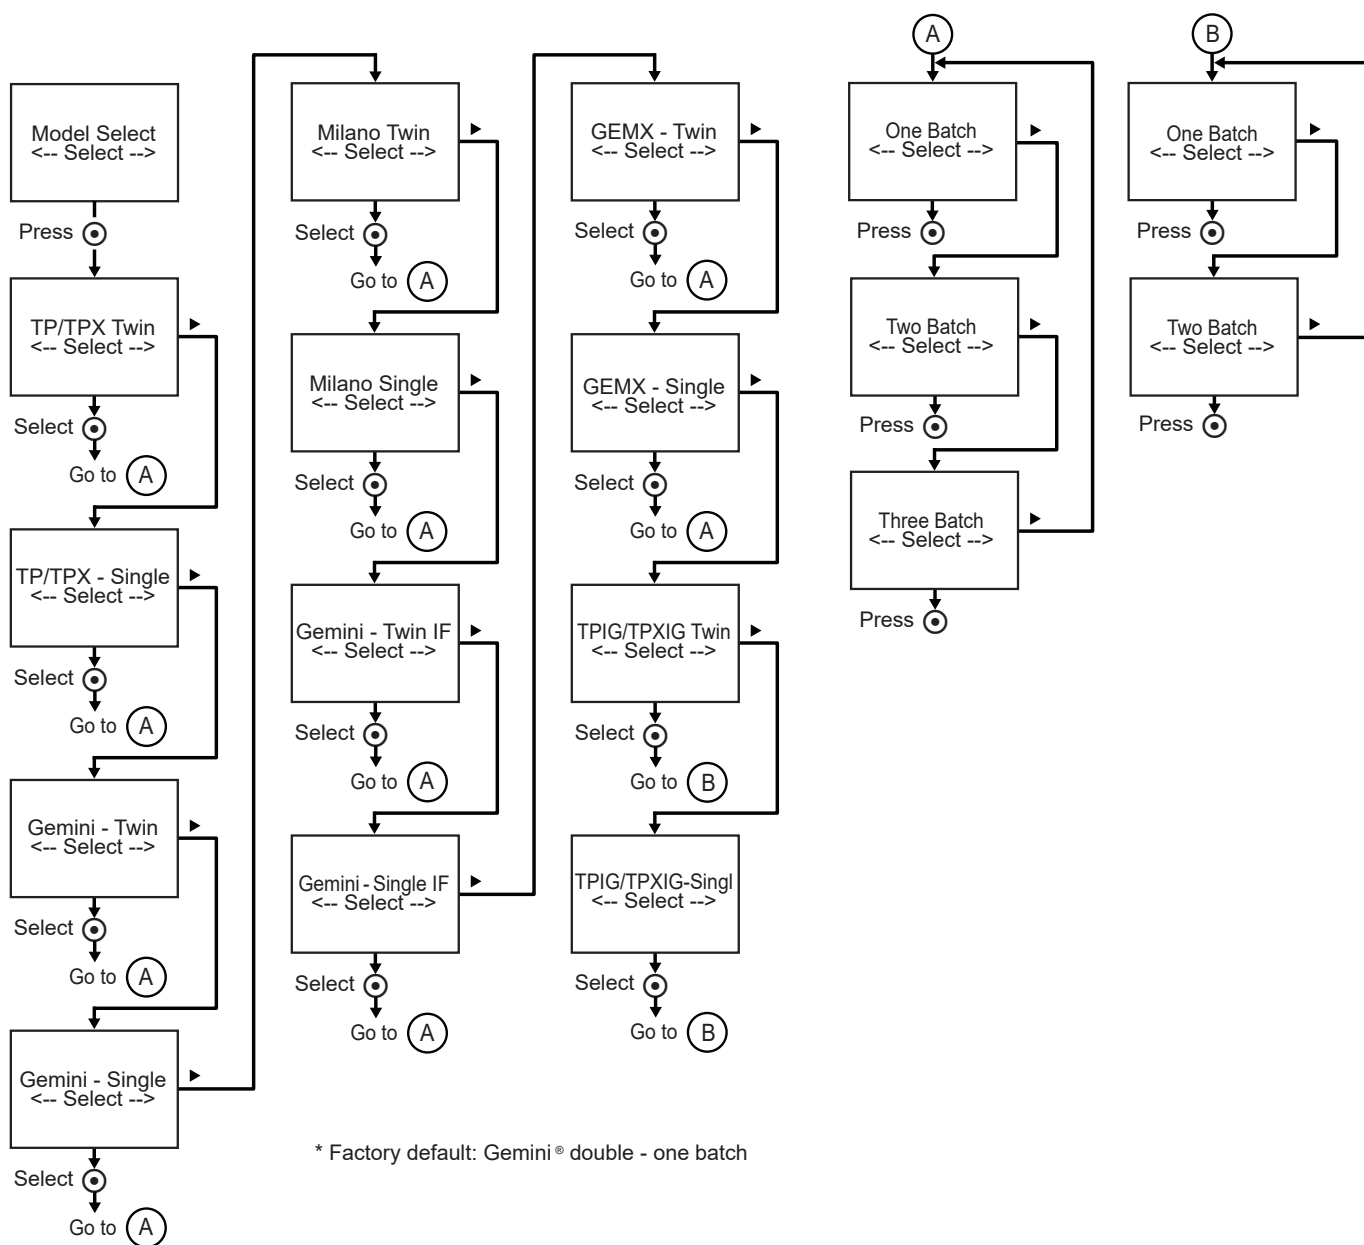 Model Select
<-- Select -->
Press
TP/TPX Twin
<-- Select -->
Select
Go to A
TP/TPX - Single
<-- Select -->
Select
Go to A
Gemini - Twin
<-- Select -->
Select
Go to A
Gemini - Single
<-- Select -->
Select
Go to A
Milano Twin
<-- Select -->
Select
Go to A
Milano Single
<-- Select -->
Select
Go to A
Gemini - Twin IF
<-- Select -->
Select
Go to A
Gemini - Single IF
<-- Select -->
Select
Go to A
GEMX - Twin
<-- Select -->
Select
Go to A
GEMX - Single
<-- Select -->
Select
Go to A
TPIG/TPXIG Twin
<-- Select -->
Select
Go to B
TPIG/TPXIG-Singl
<-- Select -->
Select
Go to B
A
One Batch
<-- Select -->
Press
Two Batch
<-- Select -->
Press
Three Batch
<-- Select -->
Press
B
One Batch
<-- Select -->
Press
Two Batch
<-- Select -->
Press
* Factory default: Gemini ® double - one batch